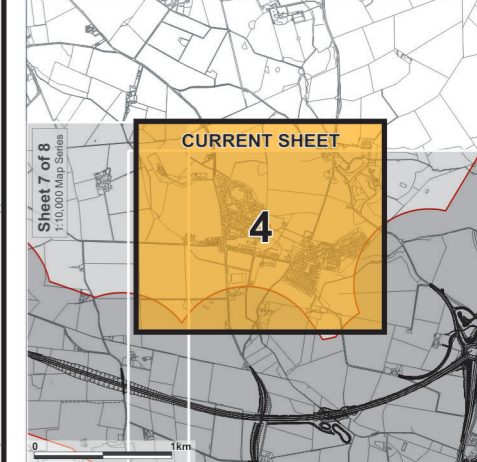 CURRENT SHEET
Sheet 7 of 8
1:10,000 Map Series
4
0 1km